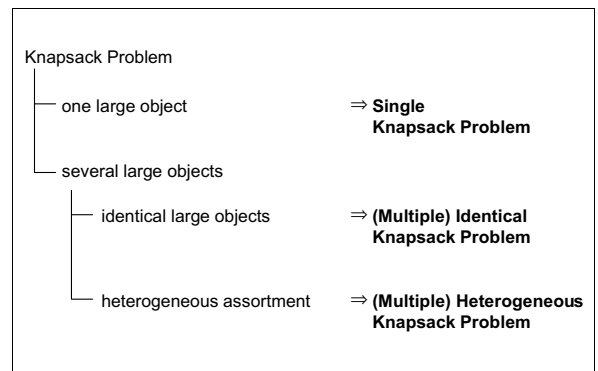 Knapsack Problem
one large object ⇒ Single
Knapsack Problem
several large objects
identical large objects ⇒ (Multiple) Identical
Knapsack Problem
heterogeneous assortment ⇒ (Multiple) Heterogeneous
Knapsack Problem